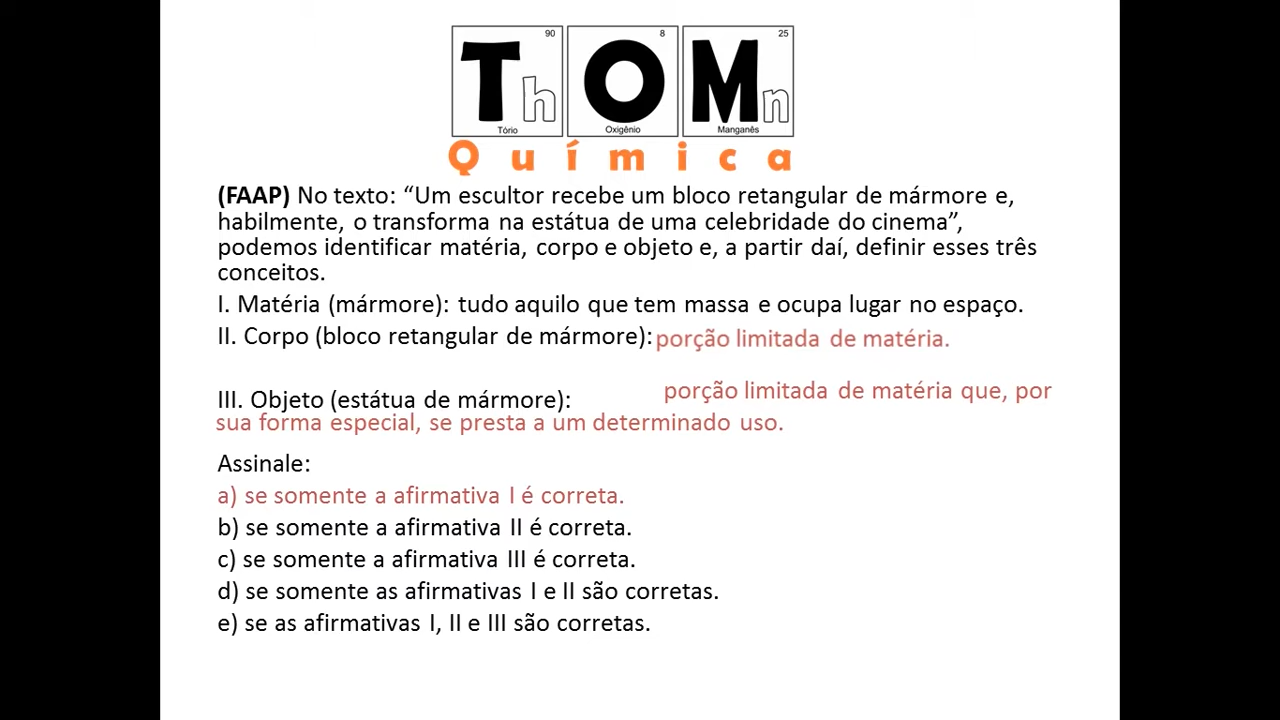 90 8 25
Th O Mn
Tório Oxigênio Manganês
Química
(FAAP) No texto: “Um escultor recebe um bloco retangular de mármore e,
habilmente, o transforma na estátua de uma celebridade do cinema”,
podemos identificar matéria, corpo e objeto e, a partir daí, definir esses três
conceitos.
I. Matéria (mármore): tudo aquilo que tem massa e ocupa lugar no espaço.
II. Corpo (bloco retangular de mármore): porção limitada de matéria.
III. Objeto (estátua de mármore): porção limitada de matéria que, por
sua forma especial, se presta a um determinado uso.
Assinale:
a) se somente a afirmativa I é correta.
b) se somente a afirmativa II é correta.
c) se somente a afirmativa III é correta.
d) se somente as afirmativas I e II são corretas.
e) se as afirmativas I, II e III são corretas.